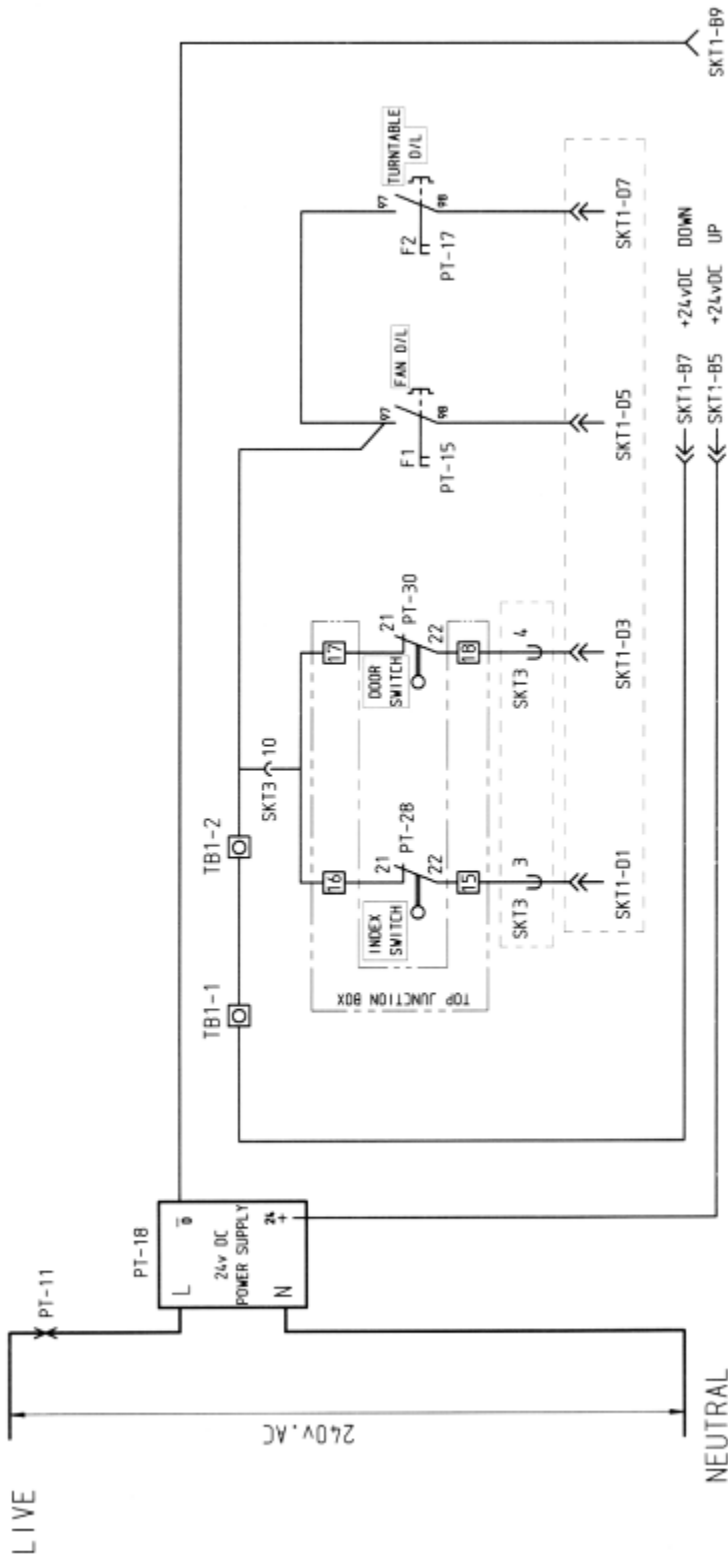 LIVE
PT-11
240v.AC
NEUTRAL
PT-18
L
0
-
24v DC
POWER SUPPLY
24
+
N
TB1-1
TB1-2
SKT3
10
TOP JUNCTION BOX
16
21
INDEX
SWITCH
PT-28
22
15
SKT3
3
SKT1-D1
17
21
DOOR
SWITCH
PT-30
22
18
SKT3
4
SKT1-D3
97
FAN D/L
F1
98
PT-15
SKT1-D5
97
TURNTABLE
D/L
F2
98
PT-17
SKT1-D7
SKT1-B7 +24vDC DOWN
SKT1-B5 +24vDC UP
SKT1-B9